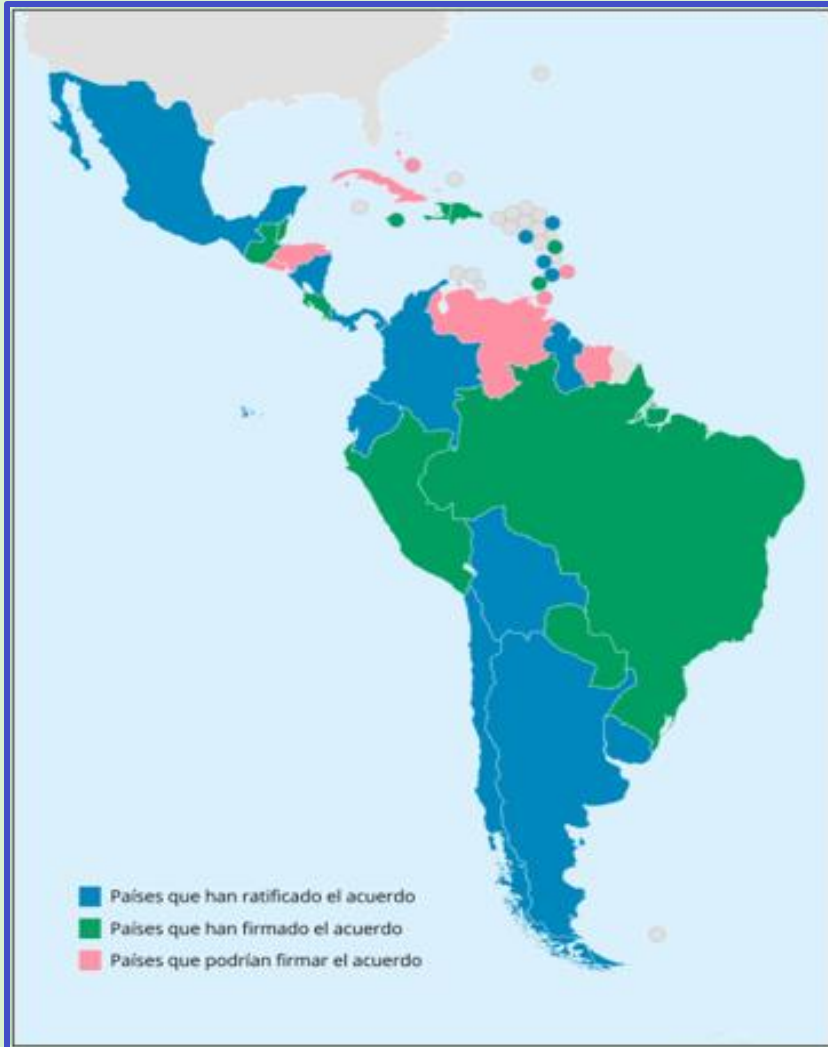 Países que han ratificado el acuerdo
Países que han firmado el acuerdo
Países que podrían firmar el acuerdo